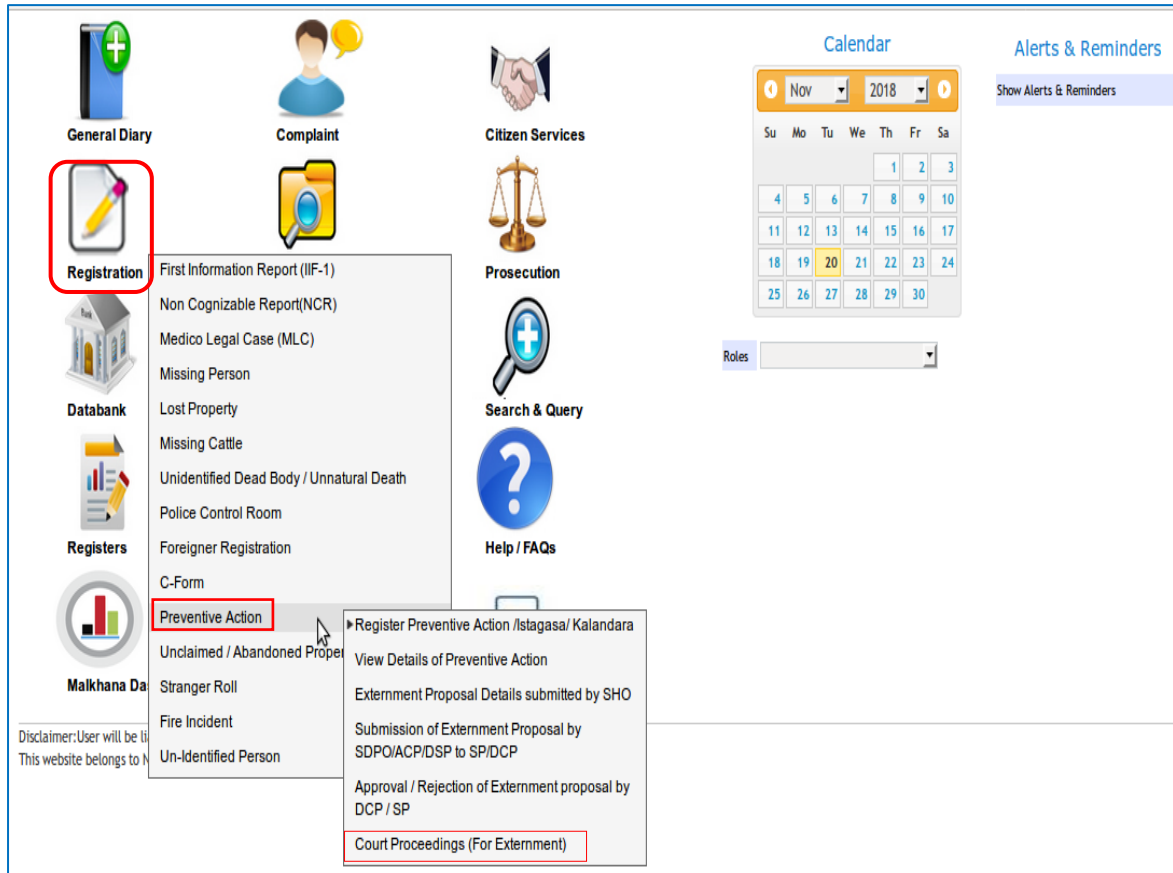 General Diary
Complaint
Citizen Services
Registration
Prosecution
Databank
Search & Query
Registers
Help / FAQs
Malkhana Da
First Information Report (IIF-1)
Non Cognizable Report(NCR)
Medico Legal Case (MLC)
Missing Person
Lost Property
Missing Cattle
Unidentified Dead Body / Unnatural Death
Police Control Room
Foreigner Registration
C-Form
Preventive Action
Unclaimed / Abandoned Proper
Stranger Roll
Fire Incident
Un-Identified Person
Register Preventive Action /Istagasa/ Kalandara
View Details of Preventive Action
Externment Proposal Details submitted by SHO
Submission of Externment Proposal by
SDPO/ACP/DSP to SP/DCP
Approval / Rejection of Externment proposal by
DCP / SP
Court Proceedings (For Externment)
Disclaimer:User will be li
This website belongs to N
Calendar
Nov 2018
Su Mo Tu We Th Fr Sa
1 2 3
4 5 6 7 8 9 10
11 12 13 14 15 16 17
18 19 20 21 22 23 24
25 26 27 28 29 30
Roles
Alerts & Reminders
Show Alerts & Reminders